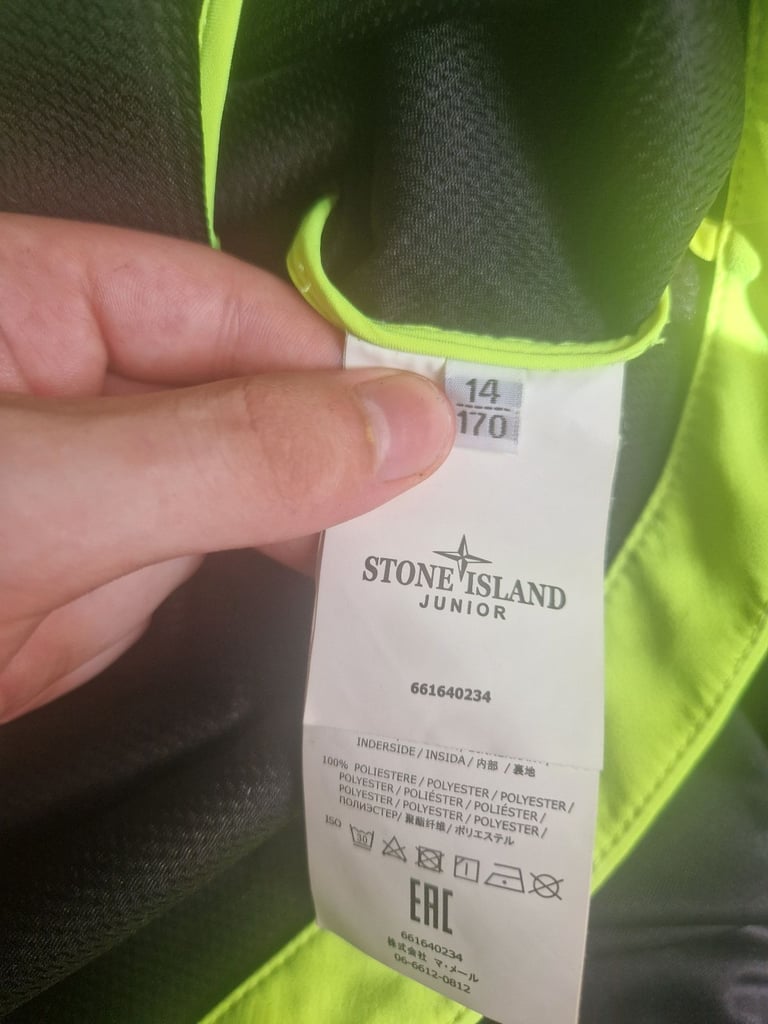 14
170
STONE ISLAND
JUNIOR
661640234
INDERSIDE / INSIDA / 内部 / 裏地
100% POLIESTERE / POLYESTER / POLYESTER /
POLYESTER / POLIÉSTER / POLIÉSTER /
POLYESTER / POLYESTER / POLYESTER /
ПОЛИЭСТЕР/ 聚酯纤维/ ポリエステル
ISO 30
EAC
661640234
株式会社 マ・メール
06-6612-0812